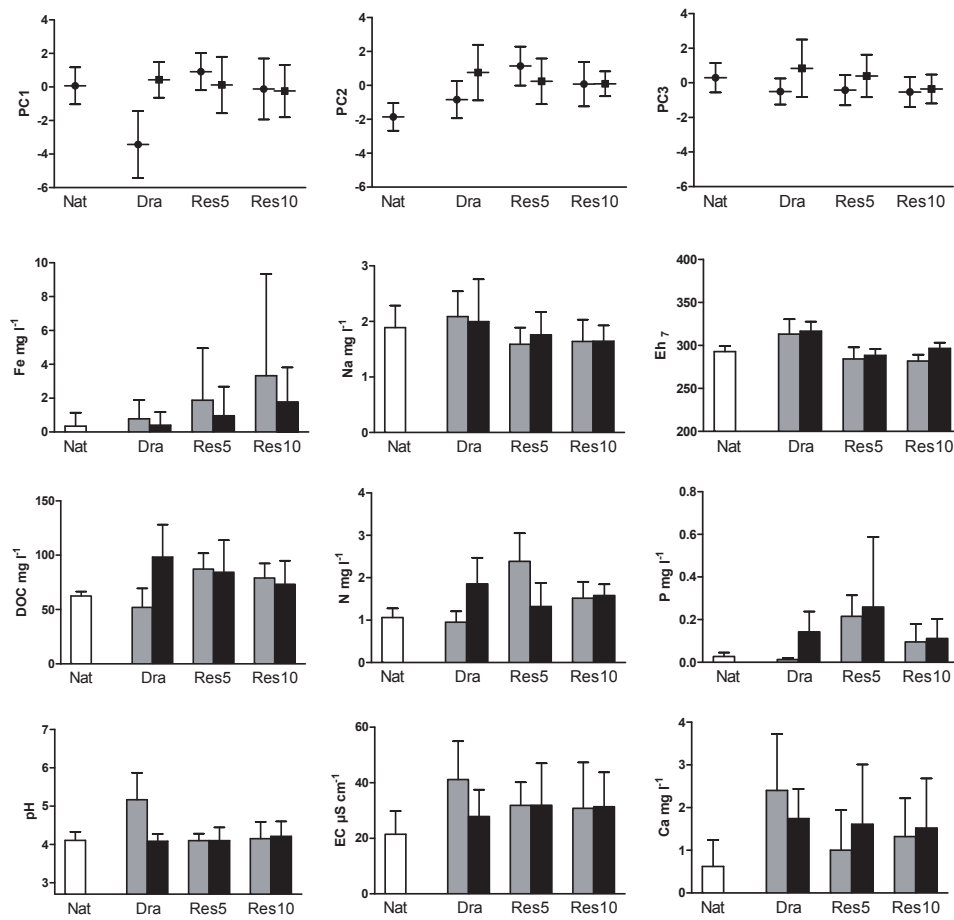 4 4 4
2 2 2
0 0 0
-2 -2 -2
-4 -4 -4
-6 -6 -6
PC1 PC2 PC3
Nat Dra Res5 Res10 Nat Dra Res5 Res10 Nat Dra Res5 Res10
10 3 400
8 350
6 2 300
4 1 250
2 200
0 0
Fe mg l⁻¹ Na mg l⁻¹ Eh ₇
Nat Dra Res5 Res10 Nat Dra Res5 Res10 Nat Dra Res5 Res10
150 4 0.8
100 3 0.6
50 2 0.4
0 1 0.2
0 0.0
DOC mg l⁻¹ N mg l⁻¹ P mg l⁻¹
Nat Dra Res5 Res10 Nat Dra Res5 Res10 Nat Dra Res5 Res10
7 60 4
6 40 3
5 20 2
4 0 1
3 0
pH EC µS cm⁻¹ Ca mg l⁻¹
Nat Dra Res5 Res10 Nat Dra Res5 Res10 Nat Dra Res5 Res10